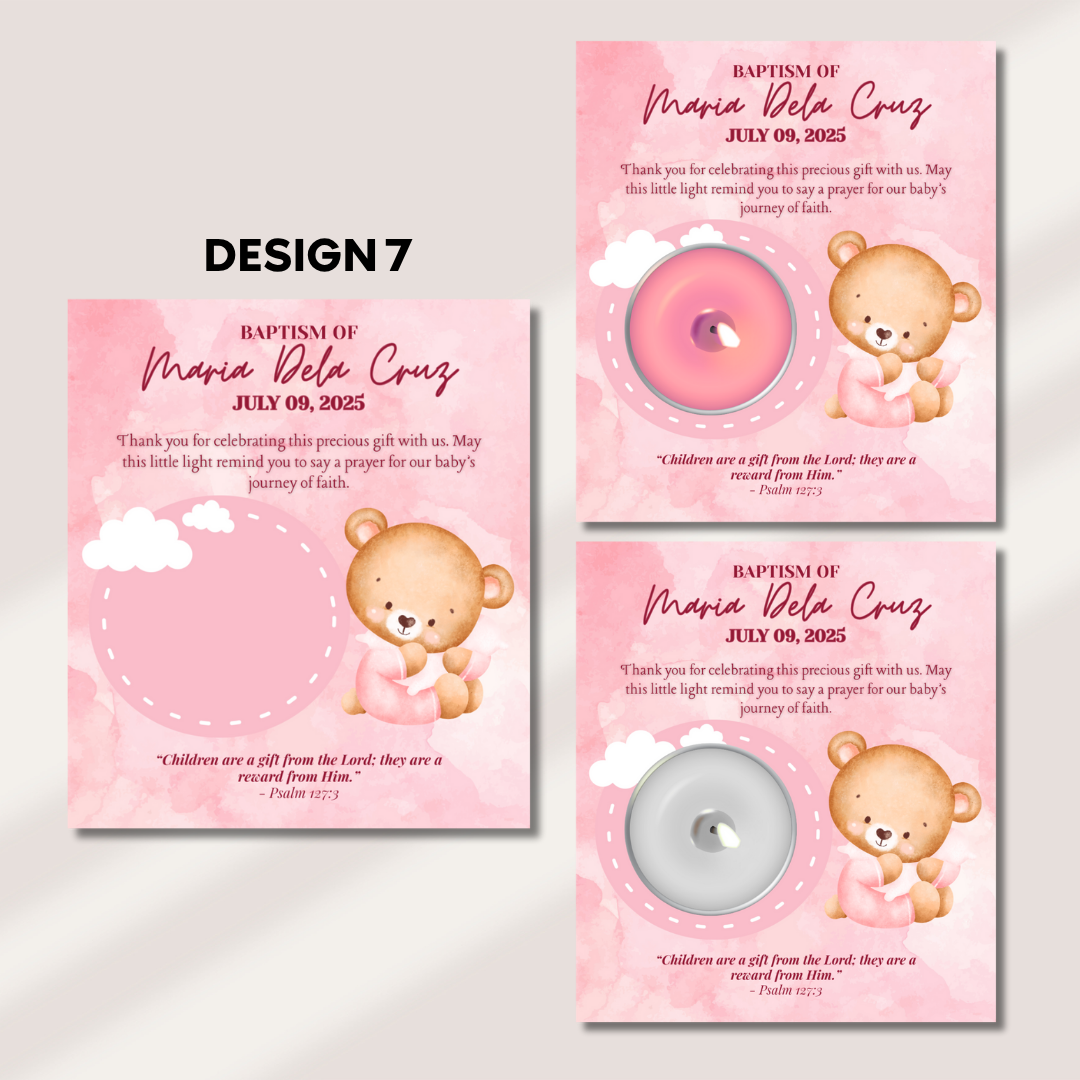 DESIGN 7
BAPTISM OF
Maria Dela Cruz
JULY 09, 2025
Thank you for celebrating this precious gift with us. May
this little light remind you to say a prayer for our baby's
journey of faith.
“Children are a gift from the Lord; they are a
reward from Him.”
- Psalm 127:3
BAPTISM OF
Maria Dela Cruz
JULY 09, 2025
Thank you for celebrating this precious gift with us. May
this little light remind you to say a prayer for our baby's
journey of faith.
“Children are a gift from the Lord; they are a
reward from Him.”
- Psalm 127:3
BAPTISM OF
Maria Dela Cruz
JULY 09, 2025
Thank you for celebrating this precious gift with us. May
this little light remind you to say a prayer for our baby's
journey of faith.
“Children are a gift from the Lord; they are a
reward from Him.”
- Psalm 127:3